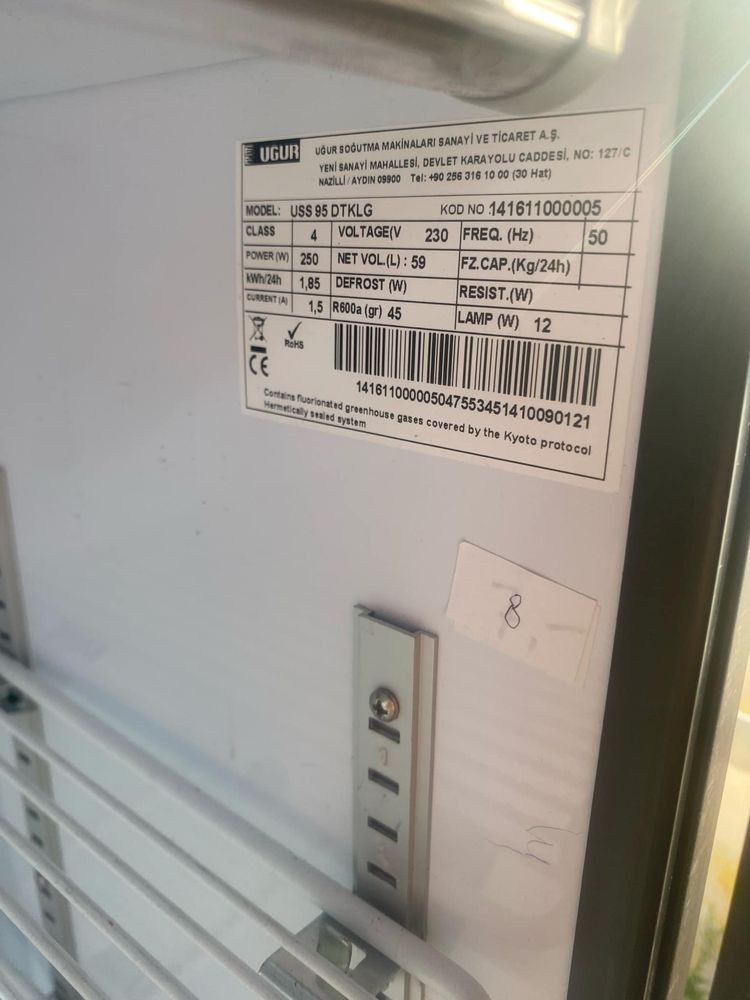 UĞUR
UĞUR SOĞUTMA MAKİNALARI SANAYİ VE TİCARET A.Ş.
YENİ SANAYİ MAHALLESİ, DEVLET KARAYOLU CADDESİ, NO: 127/C
NAZİLLİ / AYDIN 09900 Tel: +90 256 316 10 00 (30 Hat)
MODEL: USS 95 DTKLG KOD NO :141611000005
CLASS 4 VOLTAGE(V 230 FREQ. (Hz) 50
POWER (W) 250 NET VOL.(L) : 59 FZ.CAP.(Kg/24h)
kWh/24h 1,85 DEFROST (W) RESIST.(W)
CURRENT (A) 1,5 R600a (gr) 45 LAMP (W) 12
RoHS
CE
141611000005047553451410090121
Contains fluorionated greenhouse gases covered by the Kyoto protocol
Hermetically sealed system
8